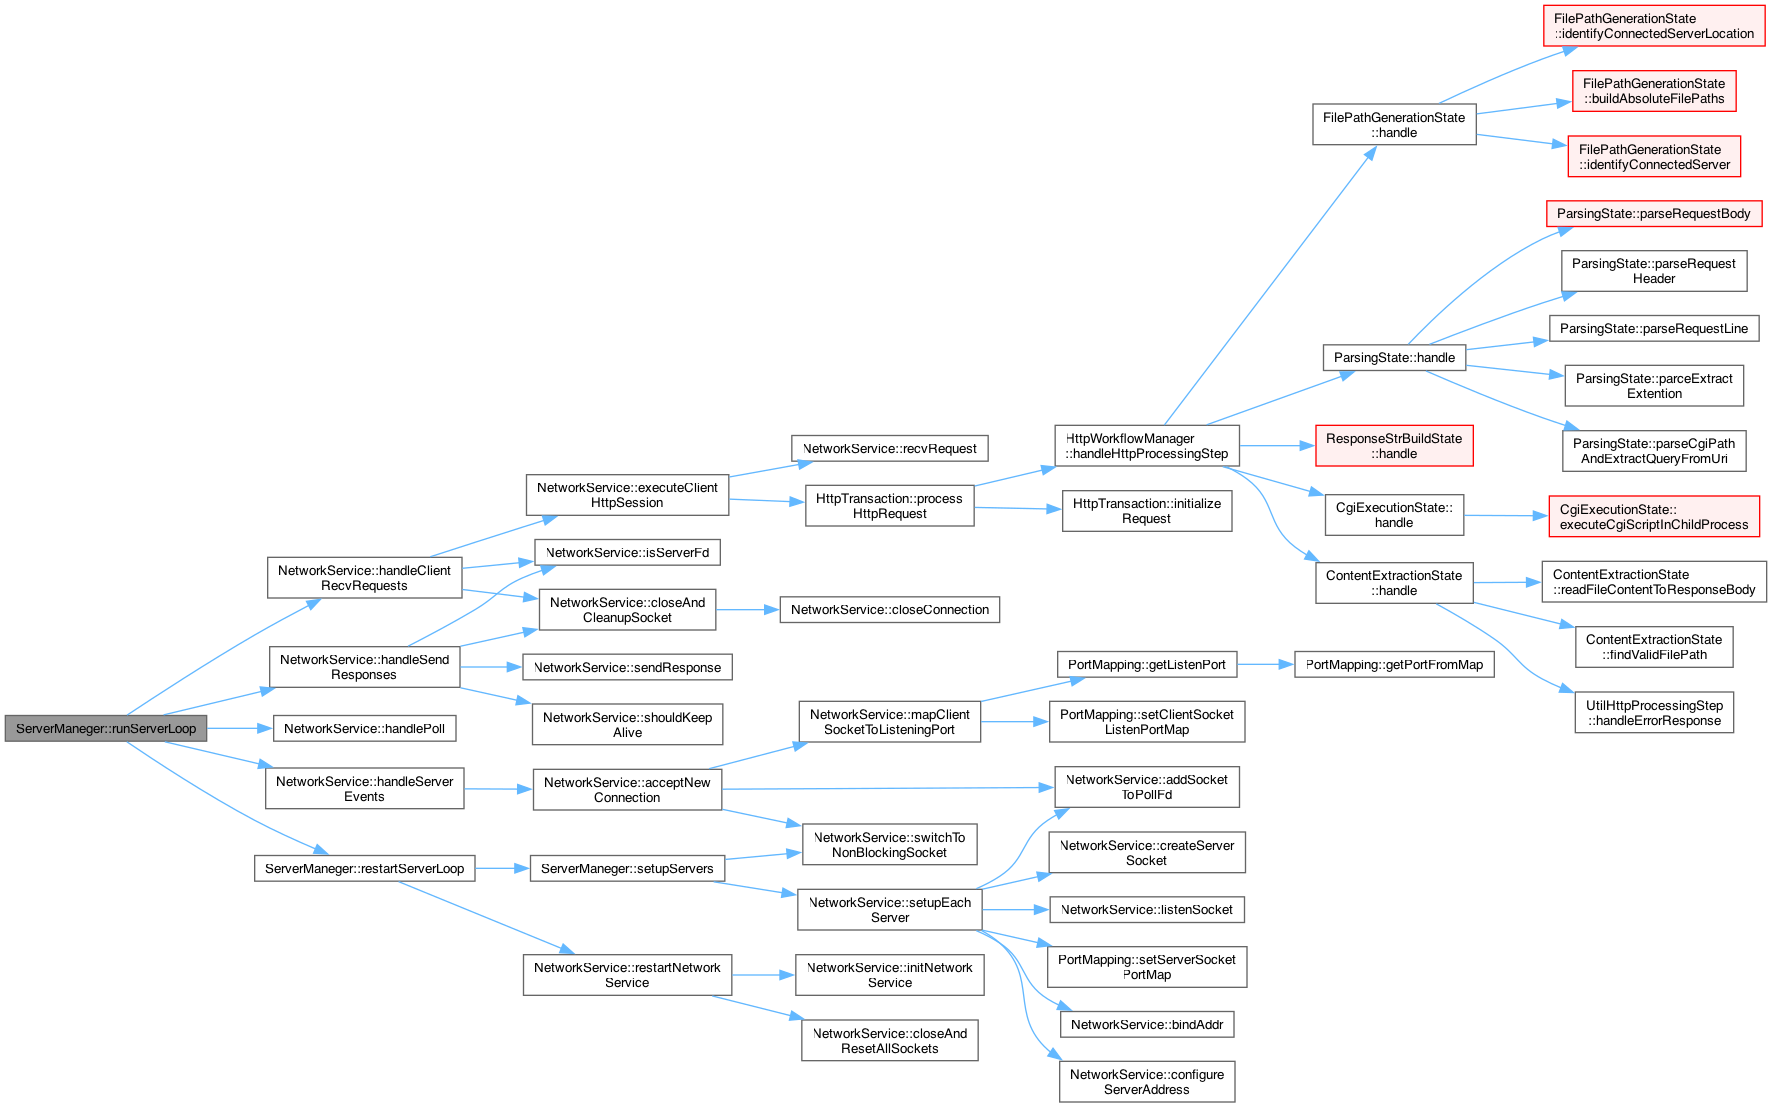 FilePathGenerationState
::identifyConnectedServerLocation
FilePathGenerationState
::buildAbsoluteFilePaths
FilePathGenerationState
::handle
FilePathGenerationState
::identifyConnectedServer
ParsingState::parseRequestBody
ParsingState::parseRequest
Header
ParsingState::parseRequestLine
ParsingState::handle
ParsingState::parceExtract
Extention
ParsingState::parseCgiPath
AndExtractQueryFromUri
HttpWorkflowManager
::handleHttpProcessingStep
ResponseStrBuildState
::handle
NetworkService::recvRequest
NetworkService::executeClient
HttpSession
HttpTransaction::process
HttpRequest
HttpTransaction::initialize
Request
CgiExecutionState::
handle
CgiExecutionState::
executeCgiScriptInChildProcess
NetworkService::isServerFd
NetworkService::handleClient
RecvRequests
ContentExtractionState
::handle
ContentExtractionState
::readFileContentToResponseBody
NetworkService::closeAnd
CleanupSocket
NetworkService::closeConnection
ContentExtractionState
::findValidFilePath
NetworkService::handleSend
Responses
NetworkService::sendResponse
PortMapping::getListenPort
PortMapping::getPortFromMap
UtilHttpProcessingStep
::handleErrorResponse
NetworkService::shouldKeep
Alive
NetworkService::mapClient
SocketToListeningPort
PortMapping::setClientSocket
ListenPortMap
ServerManeger::runServerLoop
NetworkService::handlePoll
NetworkService::handleServer
Events
NetworkService::acceptNew
Connection
NetworkService::addSocket
ToPollFd
NetworkService::switchTo
NonBlockingSocket
NetworkService::createServer
Socket
ServerManeger::restartServerLoop
ServerManeger::setupServers
NetworkService::setupEach
Server
NetworkService::listenSocket
PortMapping::setServerSocket
PortMap
NetworkService::restartNetwork
Service
NetworkService::initNetwork
Service
NetworkService::bindAddr
NetworkService::closeAnd
ResetAllSockets
NetworkService::configure
ServerAddress